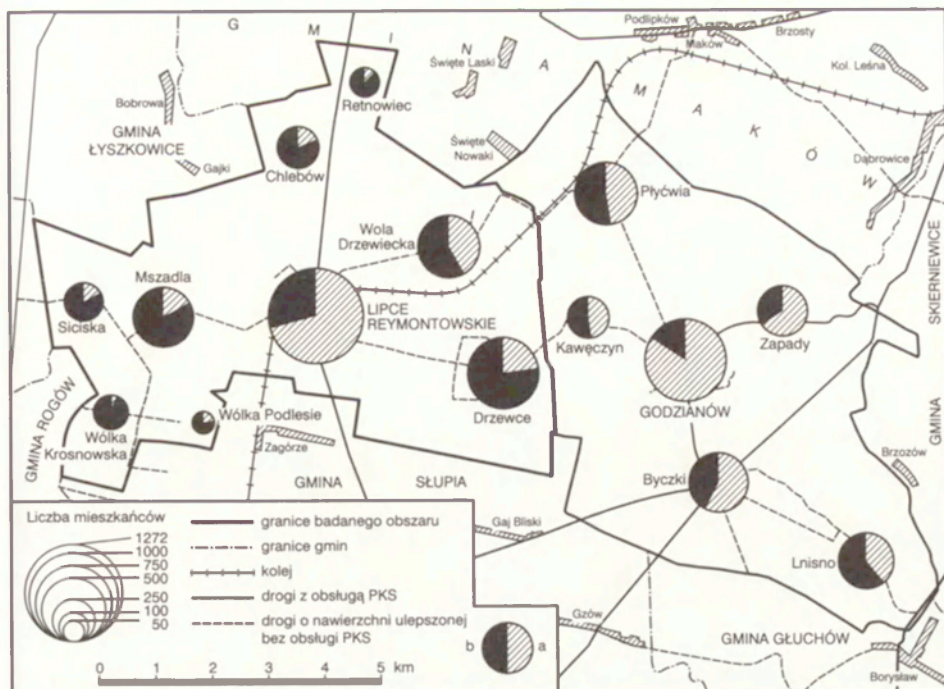 G M I N A M A K Ó W
Podlipków
Maków
Brzosty
Święte Laski
Kol. Leśna
Retnowiec
Bobrowa
GMINA
ŁYSZKOWICE
Święte
Nowaki
Dąbrowice
Gajki
Chlebów
Płyćwia
Wola
Drzewiecka
Mszadla
Siciska
LIPCE
REYMONTOWSKIE
Kawęczyn
Zapady
GMINA SKIERNIEWICE
Drzewce
GODZIANÓW
GMINA ROGÓW
Wólka
Krosnowska
Wólka Podlesie
Zagórze
GMINA SŁUPIA
Byczki
Brzozów
Gaj Bliski
Lnisno
Gzów
GMINA GŁUCHÓW
Borysław
Liczba mieszkańców
1272
1000
750
500
250
100
50
granice badanego obszaru
granice gmin
kolej
drogi z obsługą PKS
drogi o nawierzchni ulepszonej
bez obsługi PKS
b a
0 1 2 3 4 5
km